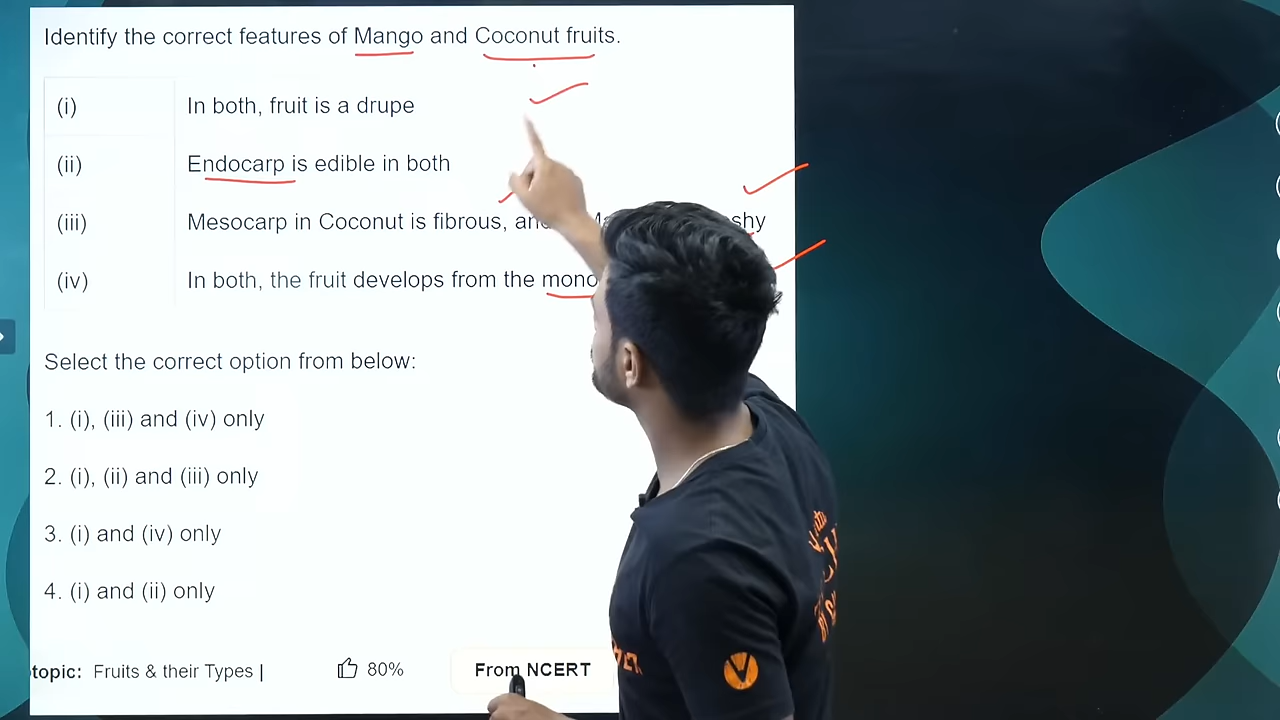 Identify the correct features of Mango and Coconut fruits.
(i) In both, fruit is a drupe
(ii) Endocarp is edible in both
(iii) Mesocarp in Coconut is fibrous,
(iv) In both, the fruit develops from the
Select the correct option from below:
1. (i), (iii) and (iv) only
2. (i), (ii) and (iii) only
3. (i) and (iv) only
4. (i) and (ii) only
topic: Fruits & their Types |
80%
From NCERT